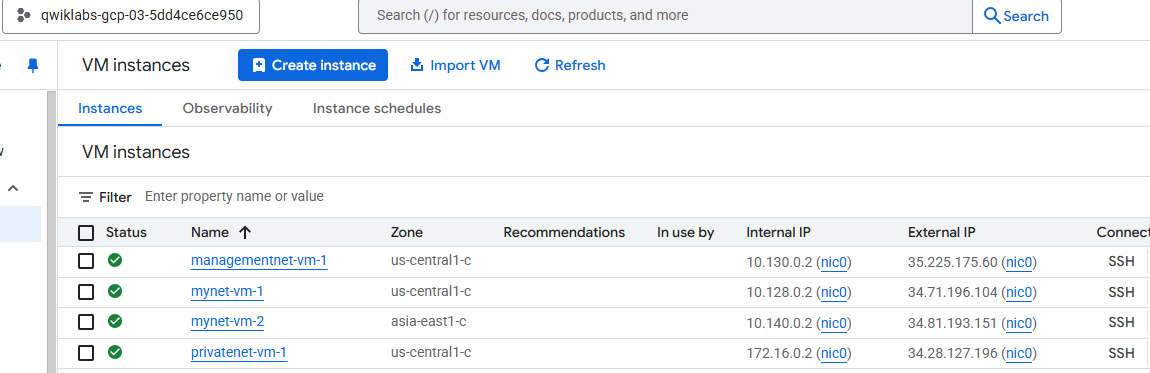 qwiklabs-gcp-03-5dd4ce6ce950 Search (/) for resources, docs, products, and more Search
VM instances Create instance Import VM Refresh
Instances Observability Instance schedules
VM instances
Filter Enter property name or value
Status Name Zone Recommendations In use by Internal IP External IP Connect
managementnet-vm-1 us-central1-c 10.130.0.2 (nic0) 35.225.175.60 (nic0) SSH
mynet-vm-1 us-central1-c 10.128.0.2 (nic0) 34.71.196.104 (nic0) SSH
mynet-vm-2 asia-east1-c 10.140.0.2 (nic0) 34.81.193.151 (nic0) SSH
privatenet-vm-1 us-central1-c 172.16.0.2 (nic0) 34.28.127.196 (nic0) SSH